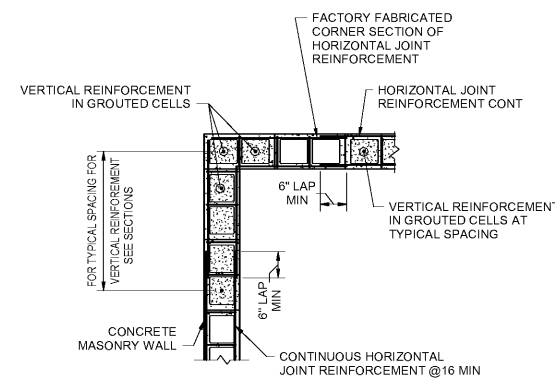 FACTORY FABRICATED
CORNER SECTION OF
HORIZONTAL JOINT
REINFORCEMENT
VERTICAL REINFORCEMENT
IN GROUTED CELLS
HORIZONTAL JOINT
REINFORCEMENT CONT
6" LAP
MIN
VERTICAL REINFORCEMENT
IN GROUTED CELLS AT
TYPICAL SPACING
FOR TYPICAL SPACING FOR
VERTICAL REINFOREMENT
SEE SECTIONS
6" LAP
MIN
CONCRETE
MASONRY WALL
CONTINUOUS HORIZONTAL
JOINT REINFORCEMENT @16 MIN